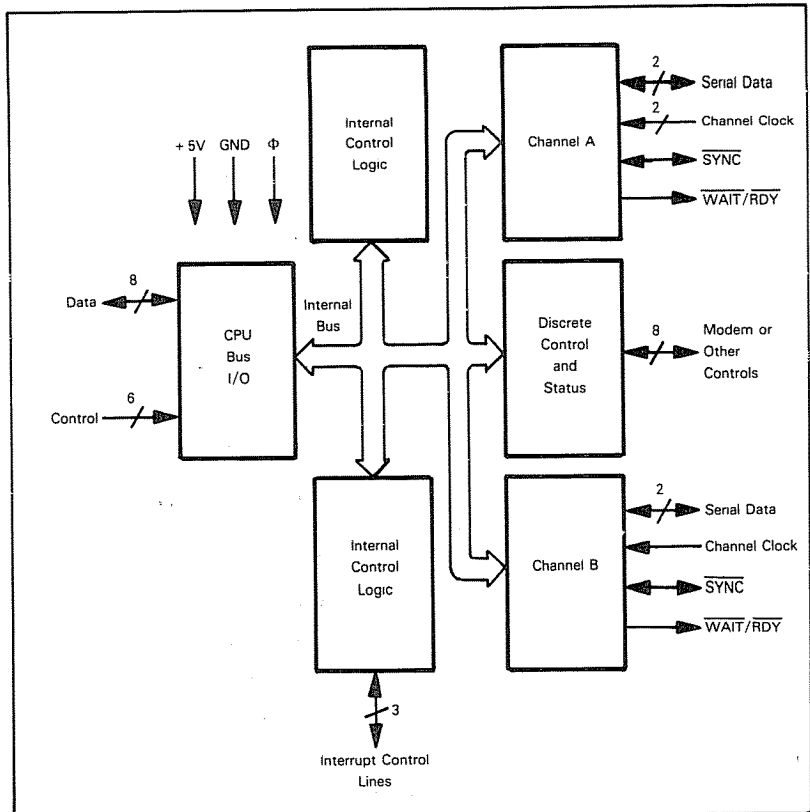 Internal
Control
Logic
+ 5V GND Φ
Channel A
2
Serial Data
2
Channel Clock
SYNC
WAIT/RDY
8
Data
6
Control
CPU
Bus
I/O
Internal
Bus
Discrete
Control
and
Status
8
Modem or
Other
Controls
Internal
Control
Logic
3
Interrupt Control
Lines
Channel B
2
Serial Data
Channel Clock
SYNC
WAIT/RDY